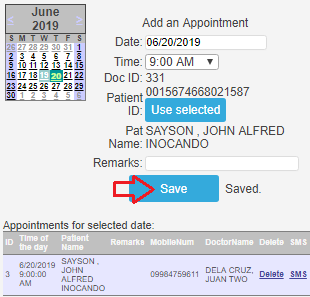 < June 2019 >
S M T W T F S
26 27 28 29 30 31 1
2 3 4 5 6 7 8
9 10 11 12 13 14 15
16 17 18 19 20 21 22
23 24 25 26 27 28 29
30 1 2 3 4 5 6
Add an Appointment
Date: 06/20/2019
Time: 9:00 AM
Doc ID: 331
Patient ID: 0015674668021587
Use selected
Pat Name: SAYSON , JOHN ALFRED INOCANDO
Remarks:
Save Saved.
Appointments for selected date:
ID Time of the day Patient Name Remarks MobileNum DoctorName Delete SMS
3 6/20/2019 9:00:00 AM SAYSON , JOHN ALFRED INOCANDO 09984759611 DELA CRUZ, JUAN TWO Delete SMS